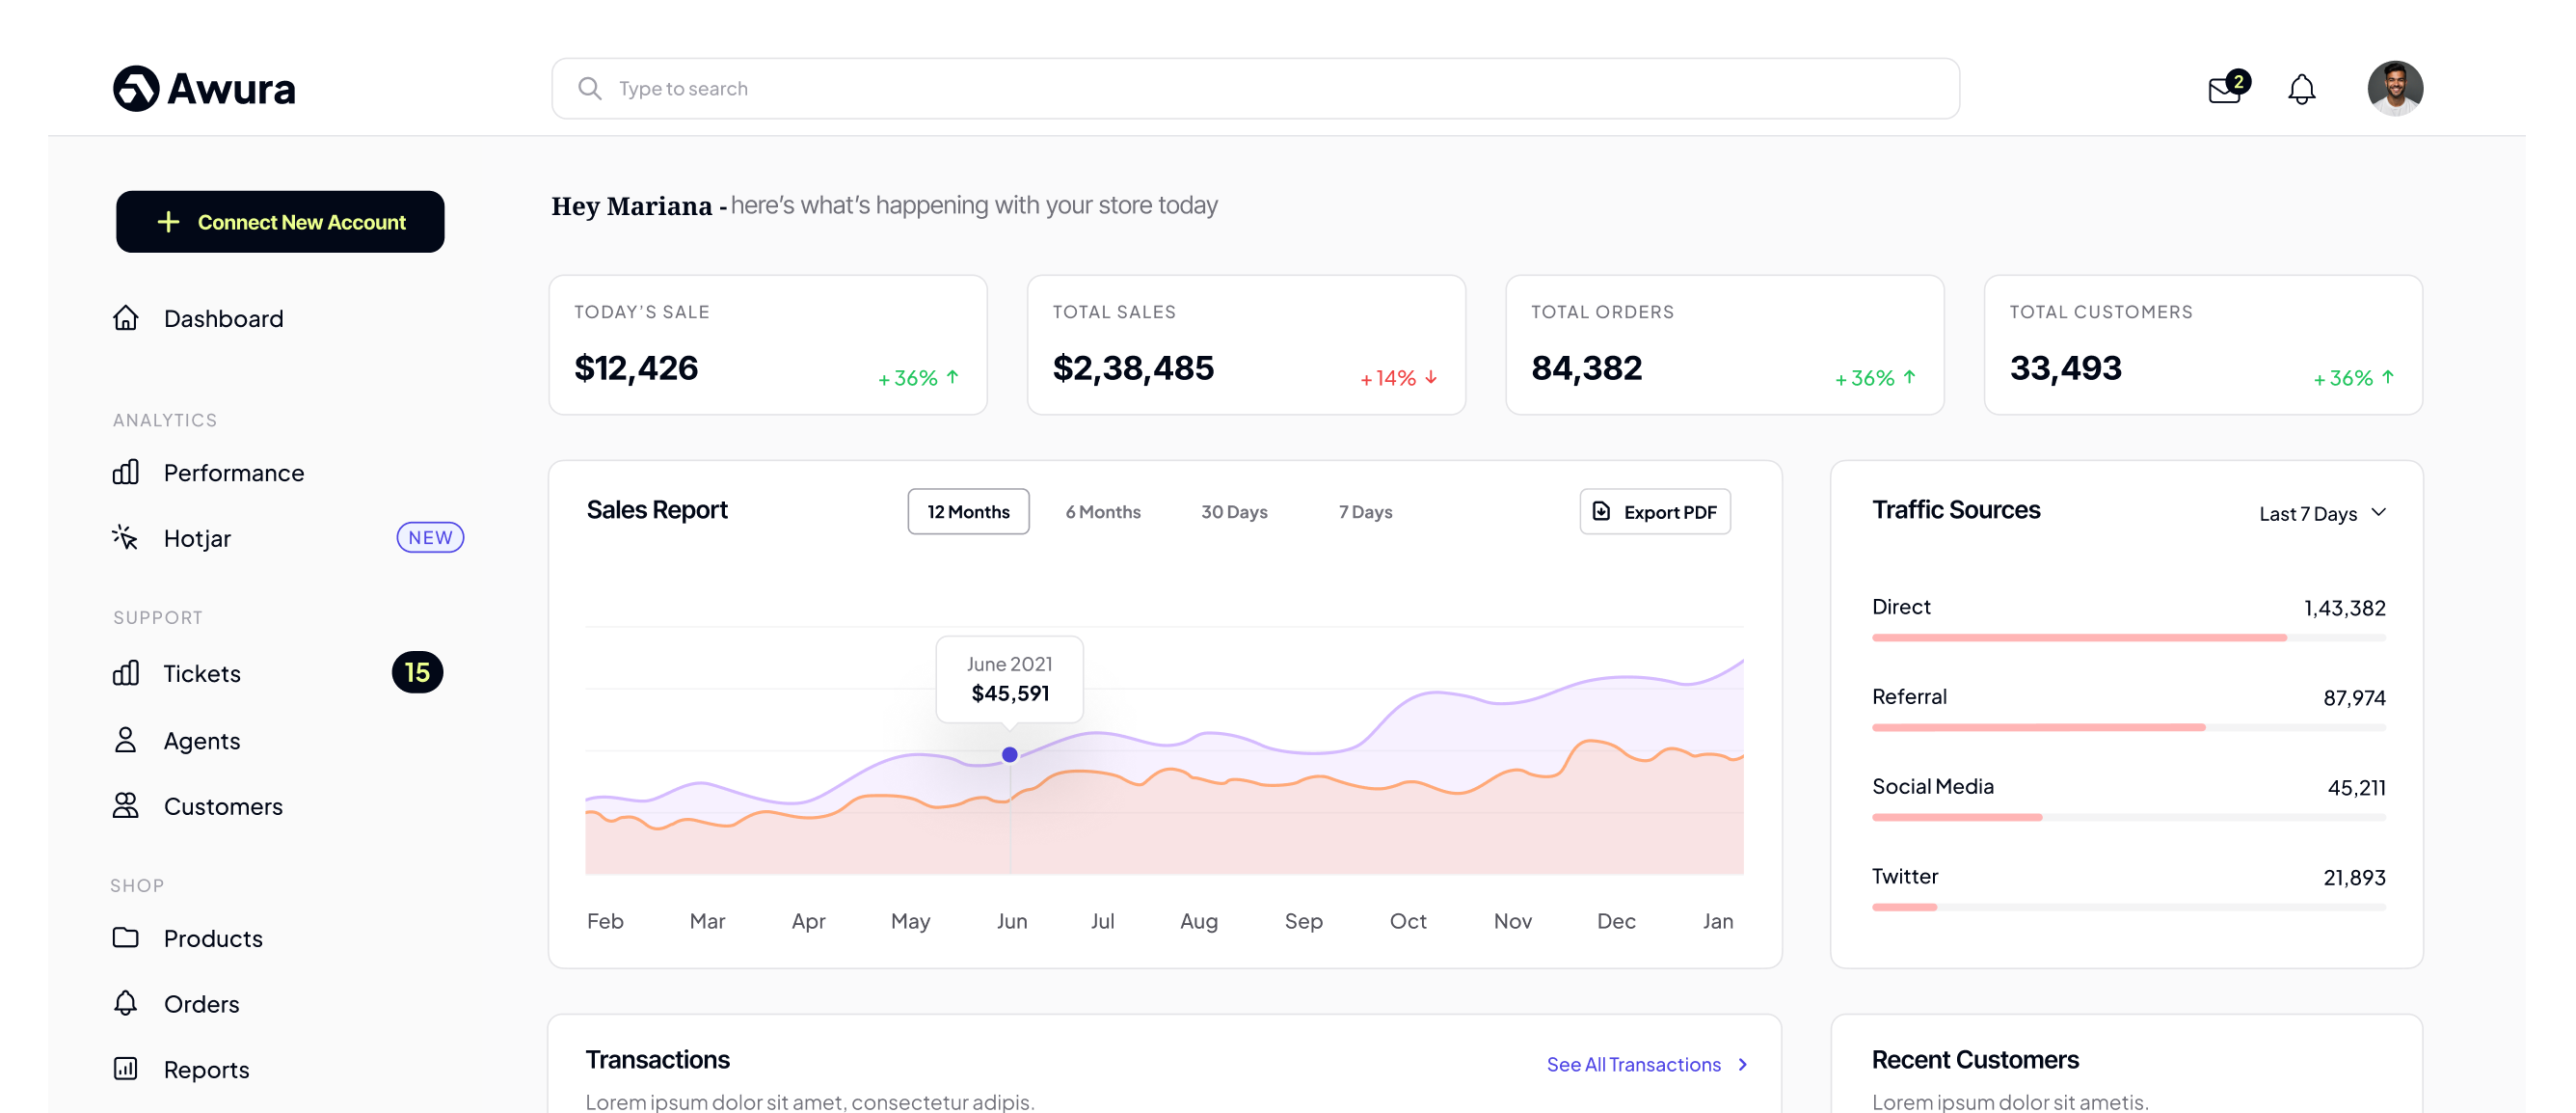 Awura
Type to search
2
Connect New Account
Dashboard
ANALYTICS
Performance
Hotjar
NEW
SUPPORT
Tickets
15
Agents
Customers
SHOP
Products
Orders
Reports
Hey Mariana - here’s what’s happening with your store today
TODAY’S SALE
$12,426
+ 36%
TOTAL SALES
$2,38,485
+ 14%
TOTAL ORDERS
84,382
+ 36%
TOTAL CUSTOMERS
33,493
+ 36%
Sales Report
12 Months
6 Months
30 Days
7 Days
Export PDF
June 2021
$45,591
Feb Mar Apr May Jun Jul Aug Sep Oct Nov Dec Jan
Traffic Sources
Last 7 Days
Direct 1,43,382
Referral 87,974
Social Media 45,211
Twitter 21,893
Transactions
See All Transactions
Lorem ipsum dolor sit amet, consectetur adipis.
Recent Customers
Lorem ipsum dolor sit ametis.